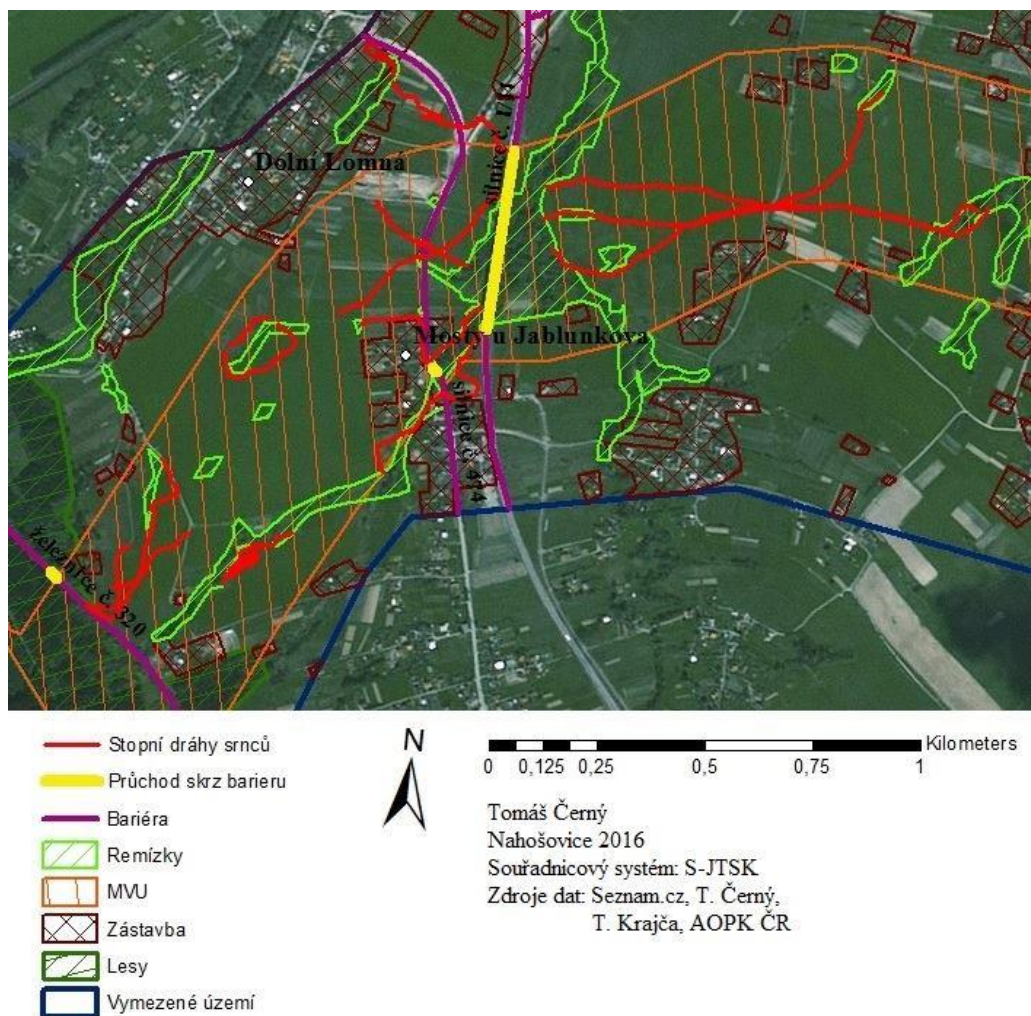 Dolní Lomná
silnice č. I/11
Mosty u Jablunkova
silnice č. 474
železnice č. 320
Stopní dráhy srnců
Průchod skrz barieru
Bariéra
Remízky
MVU
Zástavba
Lesy
Vymezené území
N
Kilometers
0 0,125 0,25 0,5 0,75 1
Tomáš Černý
Nahošovice 2016
Souřadnicový systém: S-JTSK
Zdroje dat: Seznam.cz, T. Černý,
T. Krajča, AOPK ČR